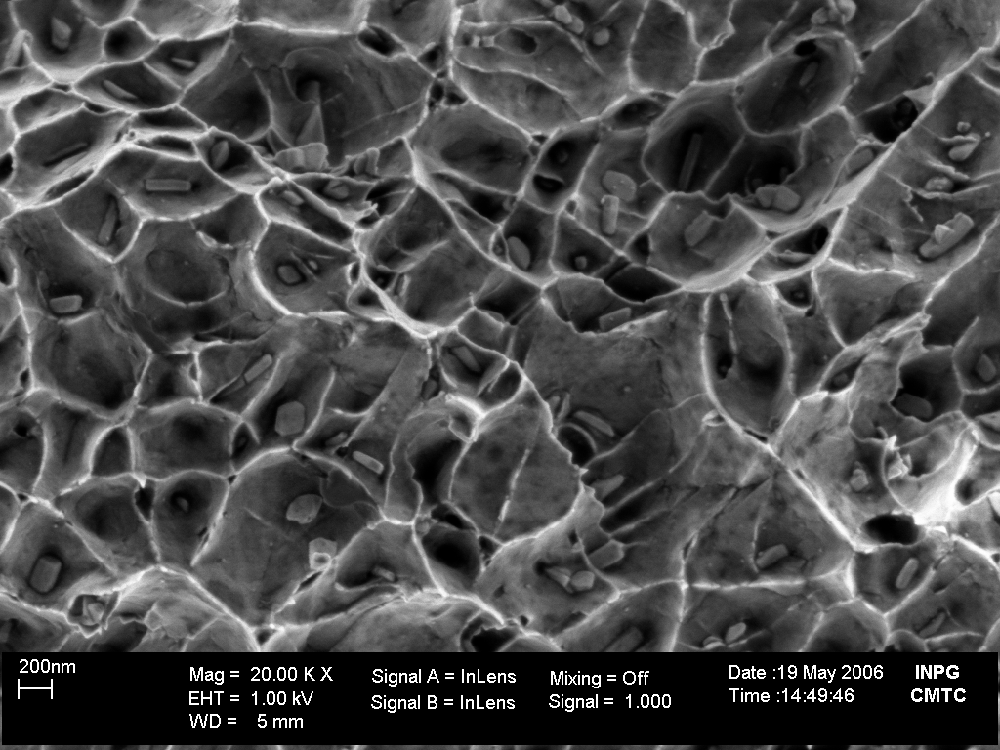 200nm
Mag = 20.00 K X
EHT = 1.00 kV
WD = 5 mm
Signal A = InLens
Signal B = InLens
Mixing = Off
Signal = 1.000
Date :19 May 2006
Time :14:49:46
INPG
CMTC